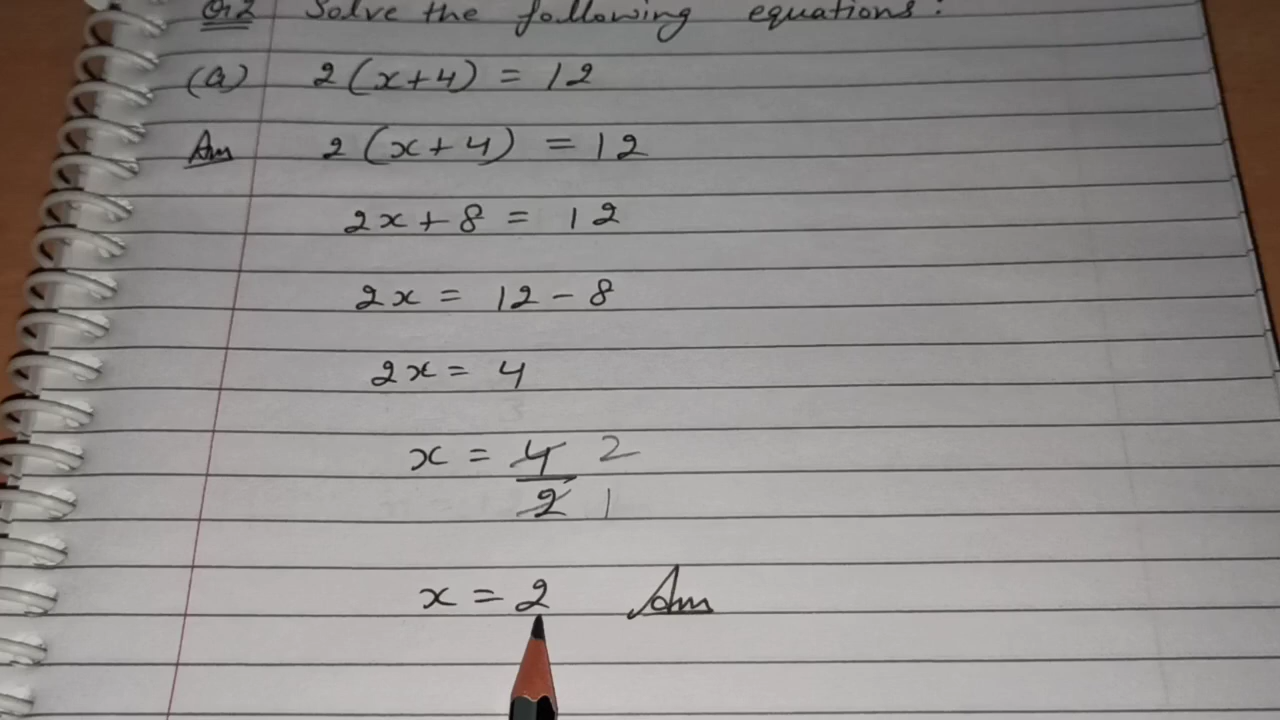 Q.2 Solve the following equations:
(a) 2(x+4) = 12
Ans 2(x+4) = 12
2x+8 = 12
2x = 12-8
2x = 4
x = 4 2
2 1
x = 2 Ans